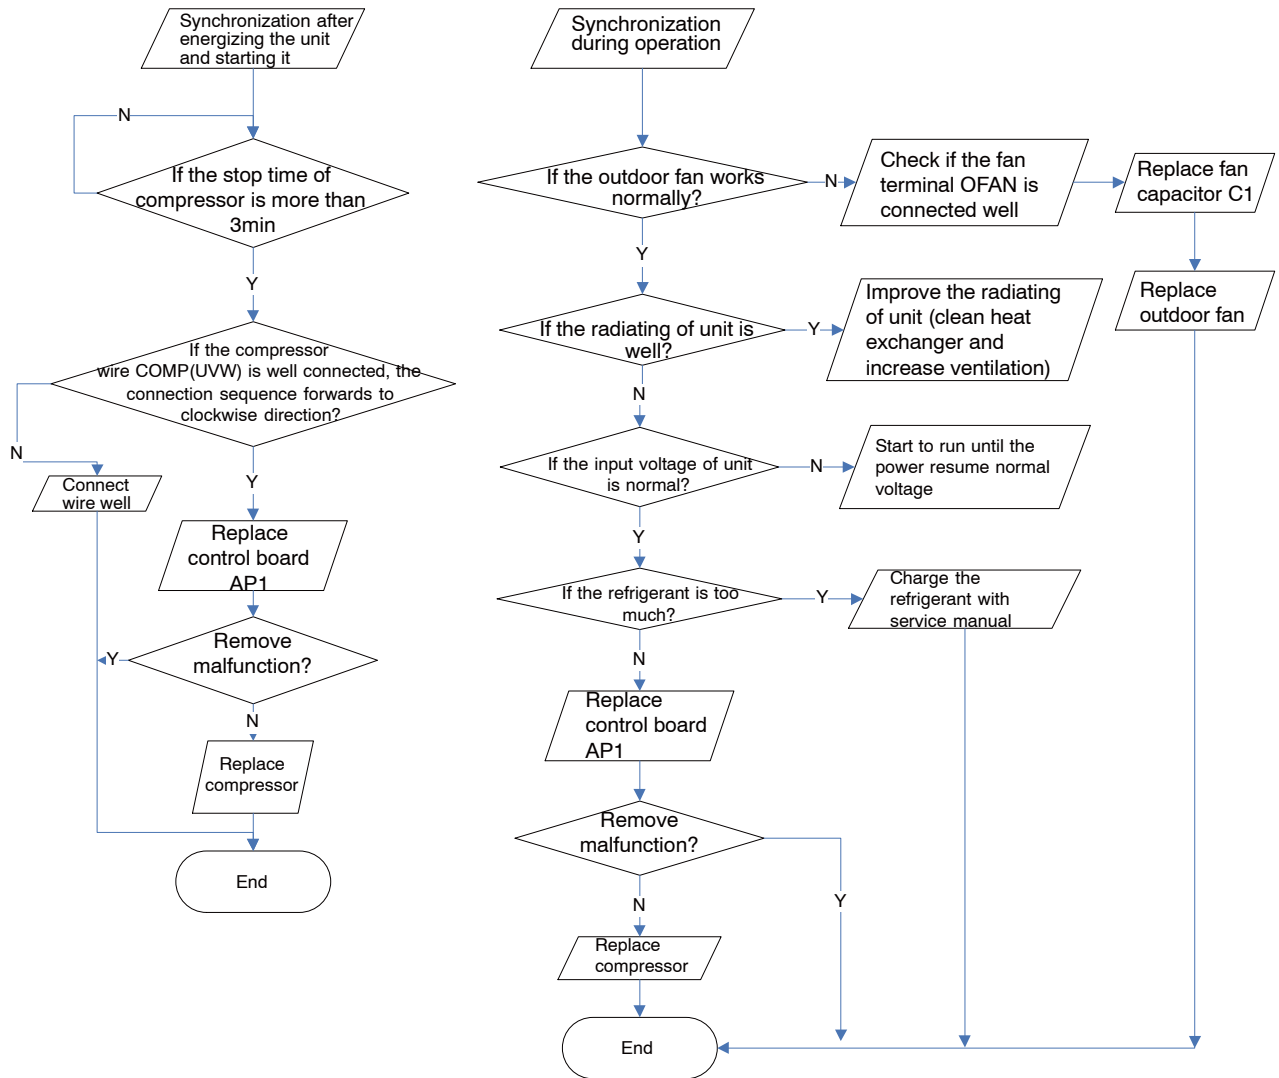 Synchronization after
energizing the unit
and starting it
N
If the stop time of
compressor is more than
3min
Y
If the compressor
wire COMP(UVW) is well connected, the
connection sequence forwards to
clockwise direction?
N
Connect
wire well
Y
Replace
control board
AP1
Remove
malfunction?
Y
N
Replace
compressor
End
Synchronization
during operation
If the outdoor fan works
normally?
N
Check if the fan
terminal OFAN is
connected well
Replace fan
capacitor C1
Replace
outdoor fan
Y
If the radiating of unit is
well?
Y
Improve the radiating
of unit (clean heat
exchanger and
increase ventilation)
N
If the input voltage of unit
is normal?
N
Start to run until the
power resume normal
voltage
Y
If the refrigerant is too
much?
Y
Charge the
refrigerant with
service manual
N
Replace
control board
AP1
Remove
malfunction?
Y
N
Replace
compressor
End